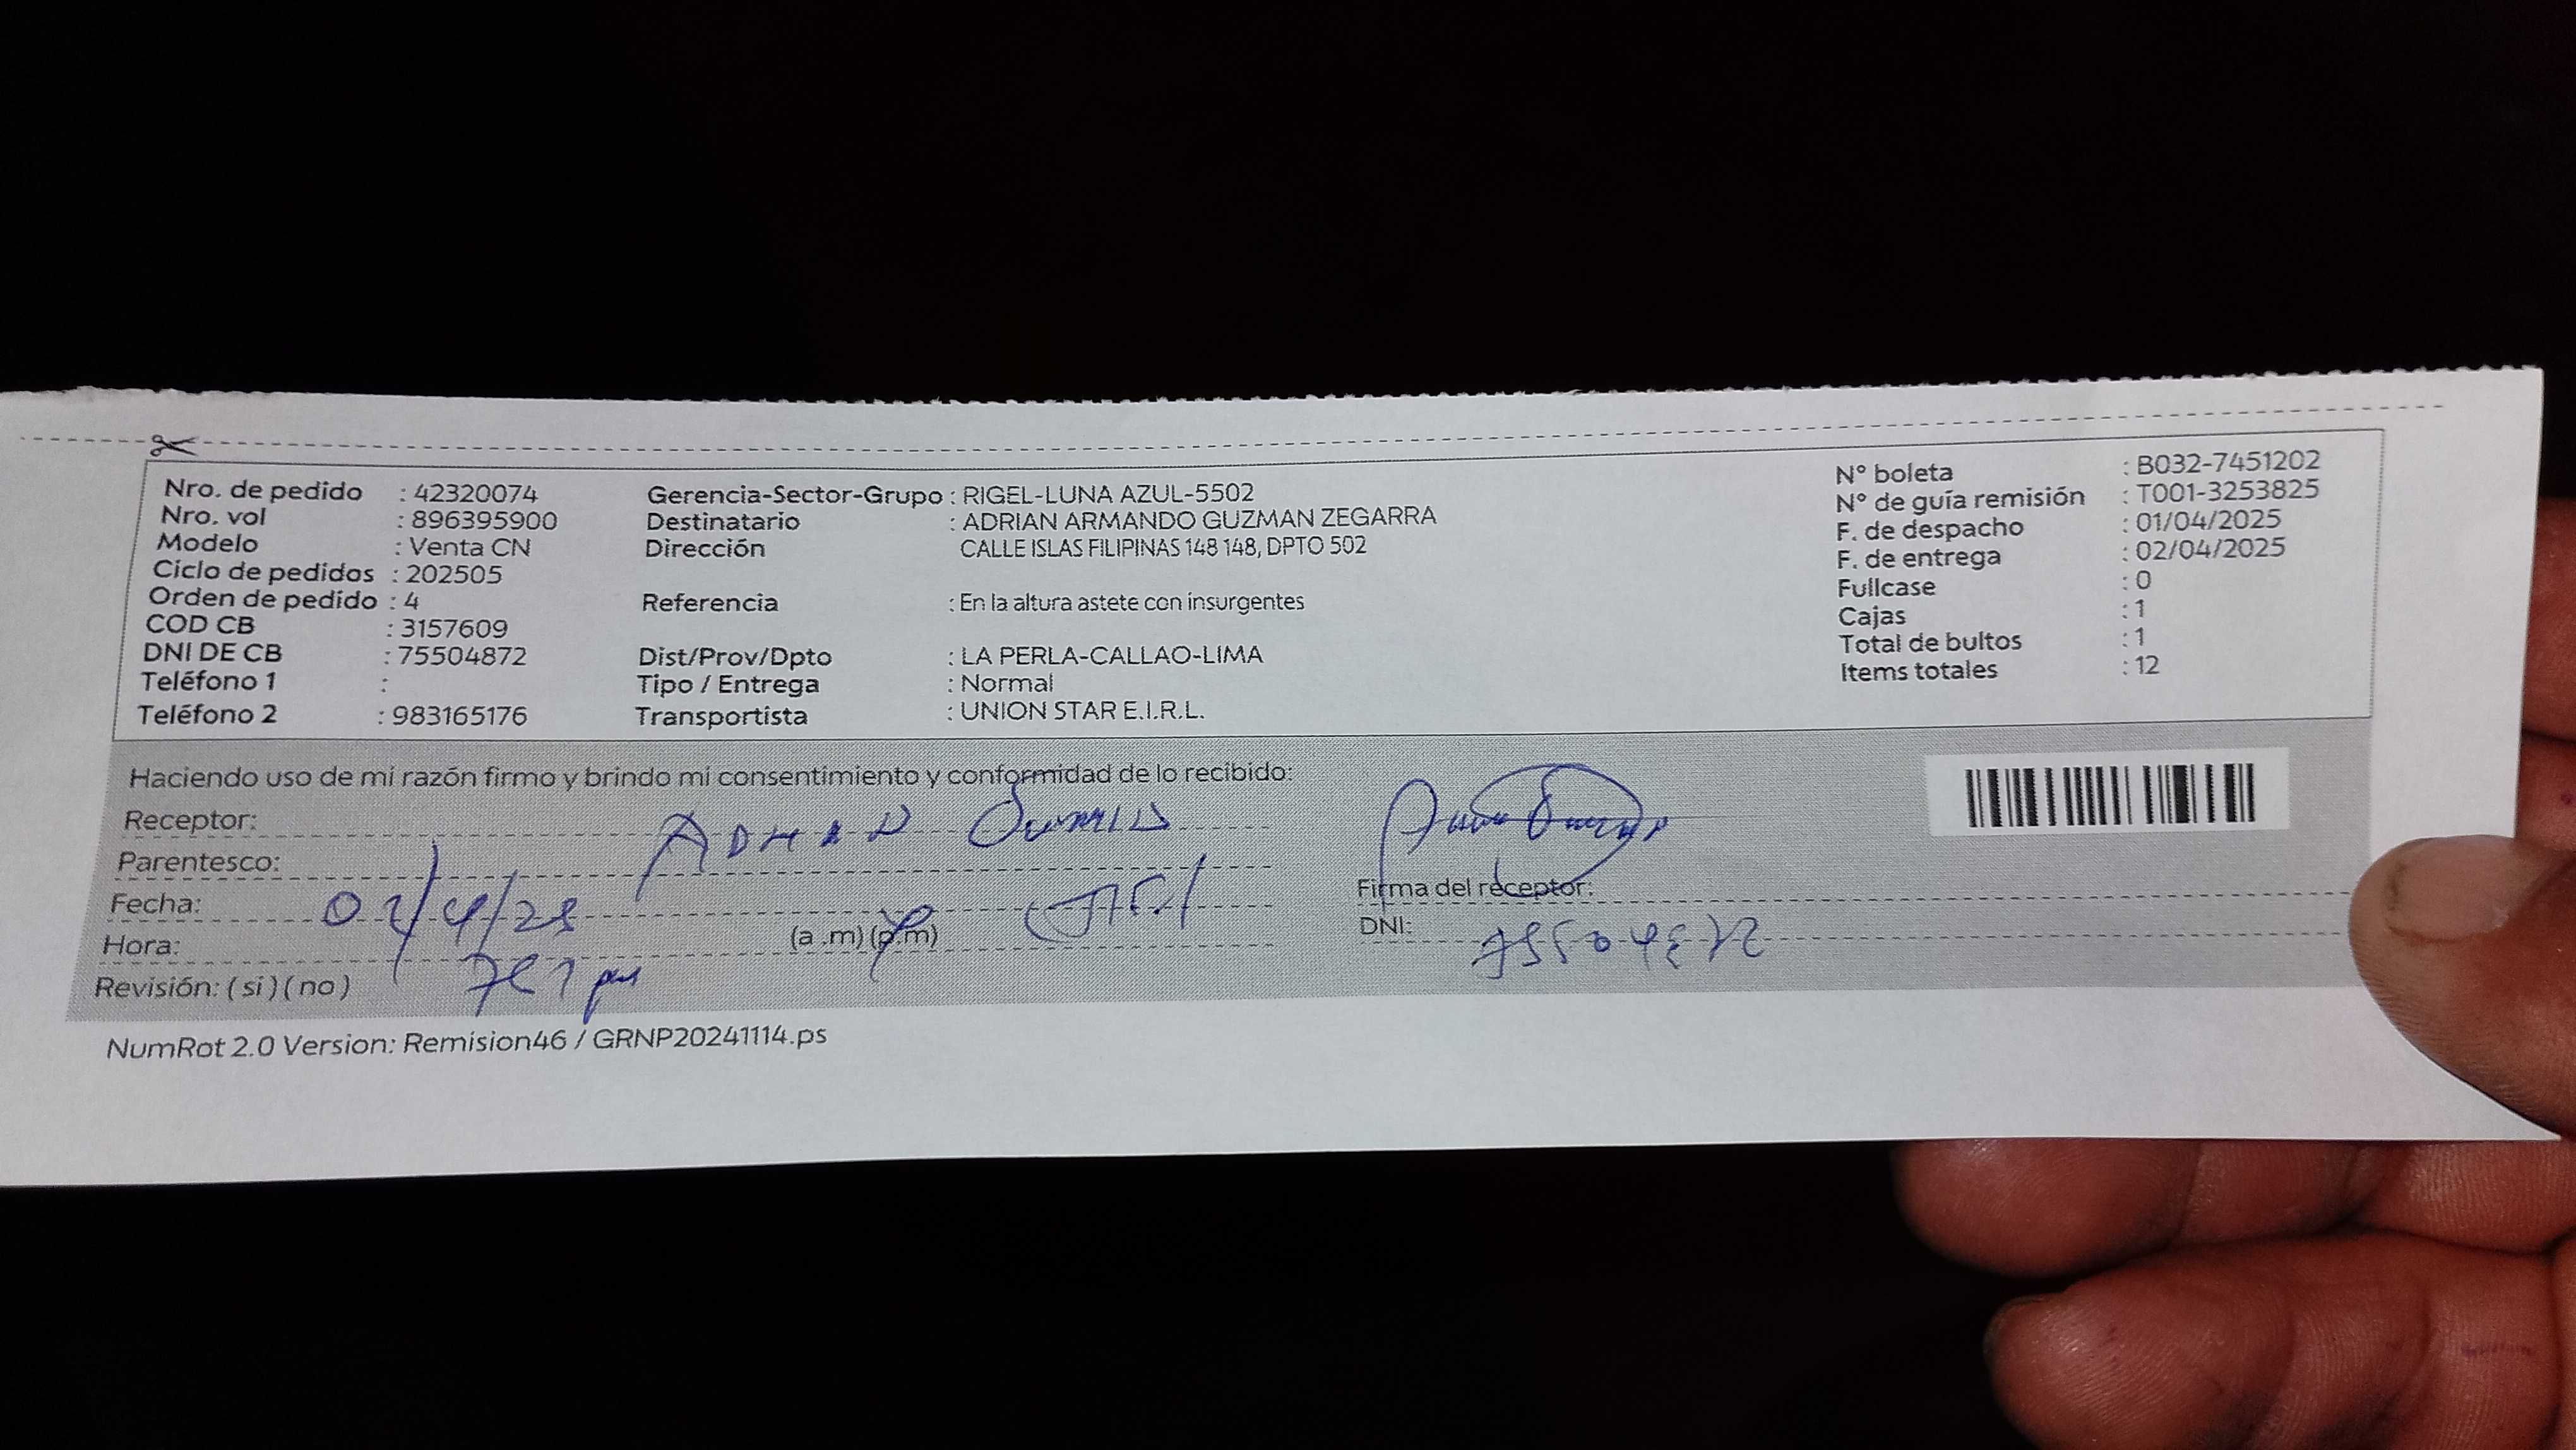 Nro. de pedido : 42320074
Nro. vol : 896395900
Modelo : Venta CN
Ciclo de pedidos : 202505
Orden de pedido : 4
COD CB : 3157609
DNI DE CB : 75504872
Teléfono 1 :
Teléfono 2 : 983165176
Gerencia-Sector-Grupo : RIGEL-LUNA AZUL-5502
Destinatario : ADRIAN ARMANDO GUZMAN ZEGARRA
Dirección CALLE ISLAS FILIPINAS 148 148, DPTO 502
Referencia : En la altura astete con insurgentes
Dist/Prov/Dpto : LA PERLA-CALLAO-LIMA
Tipo / Entrega : Normal
Transportista : UNION STAR E.I.R.L.
N° boleta : B032-7451202
N° de guía remisión : T001-3253825
F. de despacho : 01/04/2025
F. de entrega : 02/04/2025
Fullcase : 0
Cajas : 1
Total de bultos : 1
Items totales : 12
Haciendo uso de mi razón firmo y brindo mi consentimiento y conformidad de lo recibido:
Receptor:
Parentesco:
Fecha:
Hora: (a .m) (p.m)
Revisión: ( si ) ( no )
Firma del receptor:
DNI:
NumRot 2.0 Version: Remision46 / GRNP20241114.ps